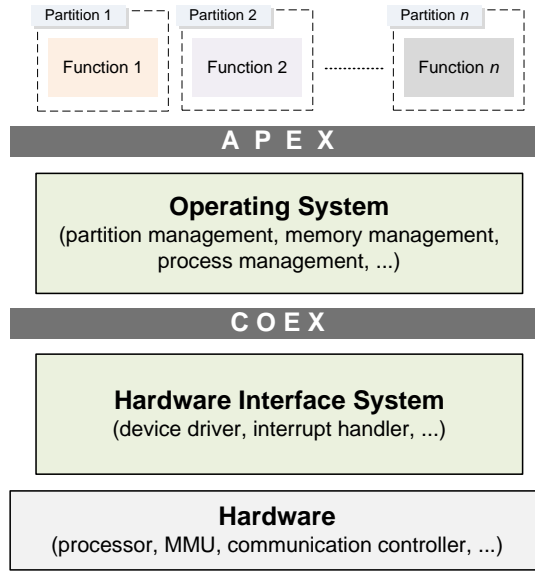 Partition 1
Partition 2
Partition n
Function 1
Function 2
Function n
A P E X
Operating System
(partition management, memory management,
process management, ...)
C O E X
Hardware Interface System
(device driver, interrupt handler, ...)
Hardware
(processor, MMU, communication controller, ...)